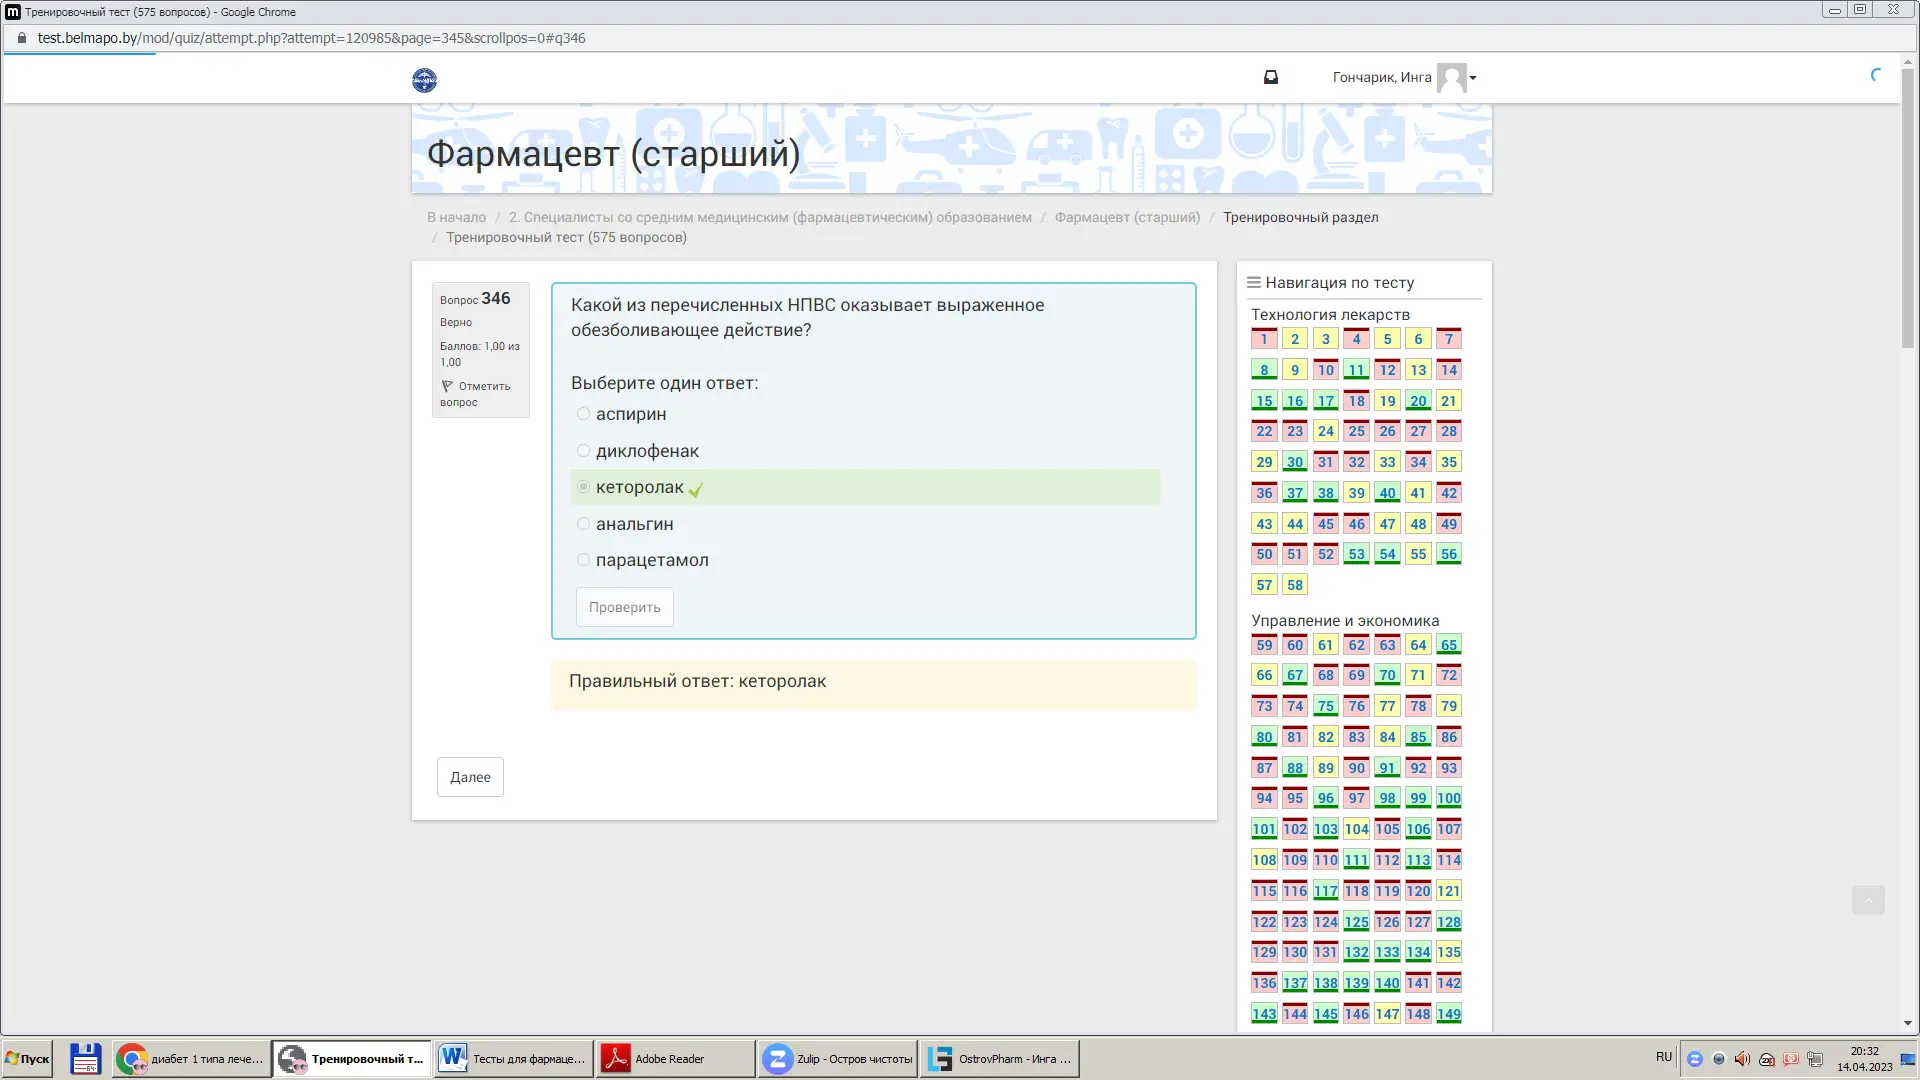 Тренировочный тест (575 вопросов) - Google Chrome
test.belmapo.by/mod/quiz/attempt.php?attempt=120985&page=345&scrollpos=0#q346
Гончарик, Инга
Фармацевт (старший)
В начало / 2. Специалисты со средним медицинским (фармацевтическим) образованием / Фармацевт (старший) / Тренировочный раздел
/ Тренировочный тест (575 вопросов)
Вопрос 346
Верно
Баллов: 1,00 из
1,00
Отметить
вопрос
Какой из перечисленных НПВС оказывает выраженное
обезболивающее действие?
Выберите один ответ:
аспирин
диклофенак
кеторолак
анальгин
парацетамол
Проверить
Правильный ответ: кеторолак
Далее
Навигация по тесту
Технология лекарств
1 2 3 4 5 6 7
8 9 10 11 12 13 14
15 16 17 18 19 20 21
22 23 24 25 26 27 28
29 30 31 32 33 34 35
36 37 38 39 40 41 42
43 44 45 46 47 48 49
50 51 52 53 54 55 56
57 58
Управление и экономика
59 60 61 62 63 64 65
66 67 68 69 70 71 72
73 74 75 76 77 78 79
80 81 82 83 84 85 86
87 88 89 90 91 92 93
94 95 96 97 98 99 100
101 102 103 104 105 106 107
108 109 110 111 112 113 114
115 116 117 118 119 120 121
122 123 124 125 126 127 128
129 130 131 132 133 134 135
136 137 138 139 140 141 142
143 144 145 146 147 148 149
Пуск
диабет 1 типа лече...
Тренировочный т...
Тесты для фармаце...
Adobe Reader
Zulip - Остров чистоты
OstrovPharm - Инга ...
RU
20:32
14.04.2023